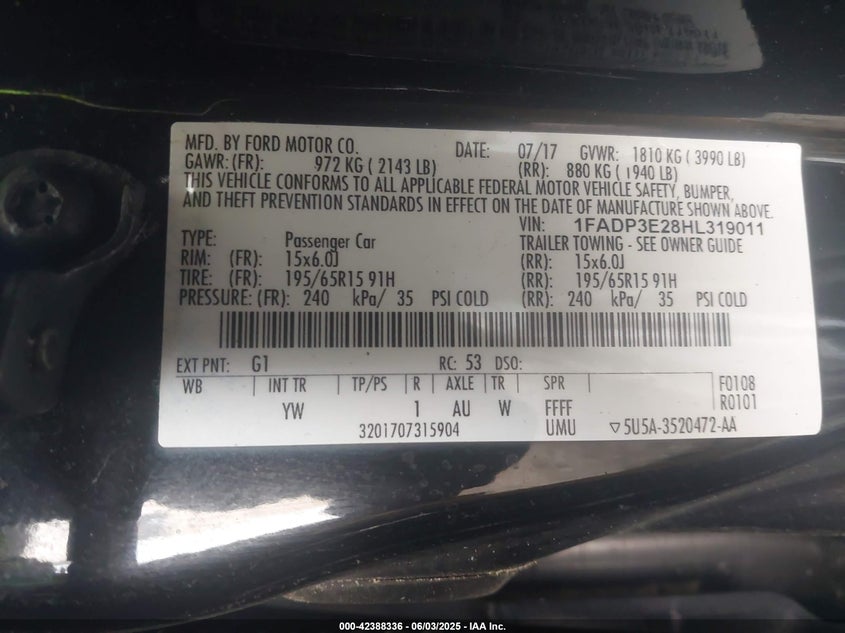 MFD. BY FORD MOTOR CO. DATE: 07/17 GVWR: 1810 KG ( 3990 LB)
GAWR: (FR): 972 KG ( 2143 LB) (RR): 880 KG ( 1940 LB)
THIS VEHICLE CONFORMS TO ALL APPLICABLE FEDERAL MOTOR VEHICLE SAFETY, BUMPER,
AND THEFT PREVENTION STANDARDS IN EFFECT ON THE DATE OF MANUFACTURE SHOWN ABOVE.
VIN: 1FADP3E28HL319011
TYPE: Passenger Car TRAILER TOWING - SEE OWNER GUIDE
RIM: (FR): 15x6.0J (RR): 15x6.0J
TIRE: (FR): 195/65R15 91H (RR): 195/65R15 91H
PRESSURE: (FR): 240 kPa/ 35 PSI COLD (RR): 240 kPa/ 35 PSI COLD
EXT PNT: G1 RC: 53 DSO:
WB INT TR TP/PS R AXLE TR SPR F0108
YW 1 AU W FFFF R0101
3201707315904 UMU ▽5U5A-3520472-AA
000-42388336 - 06/03/2025 - IAA Inc.